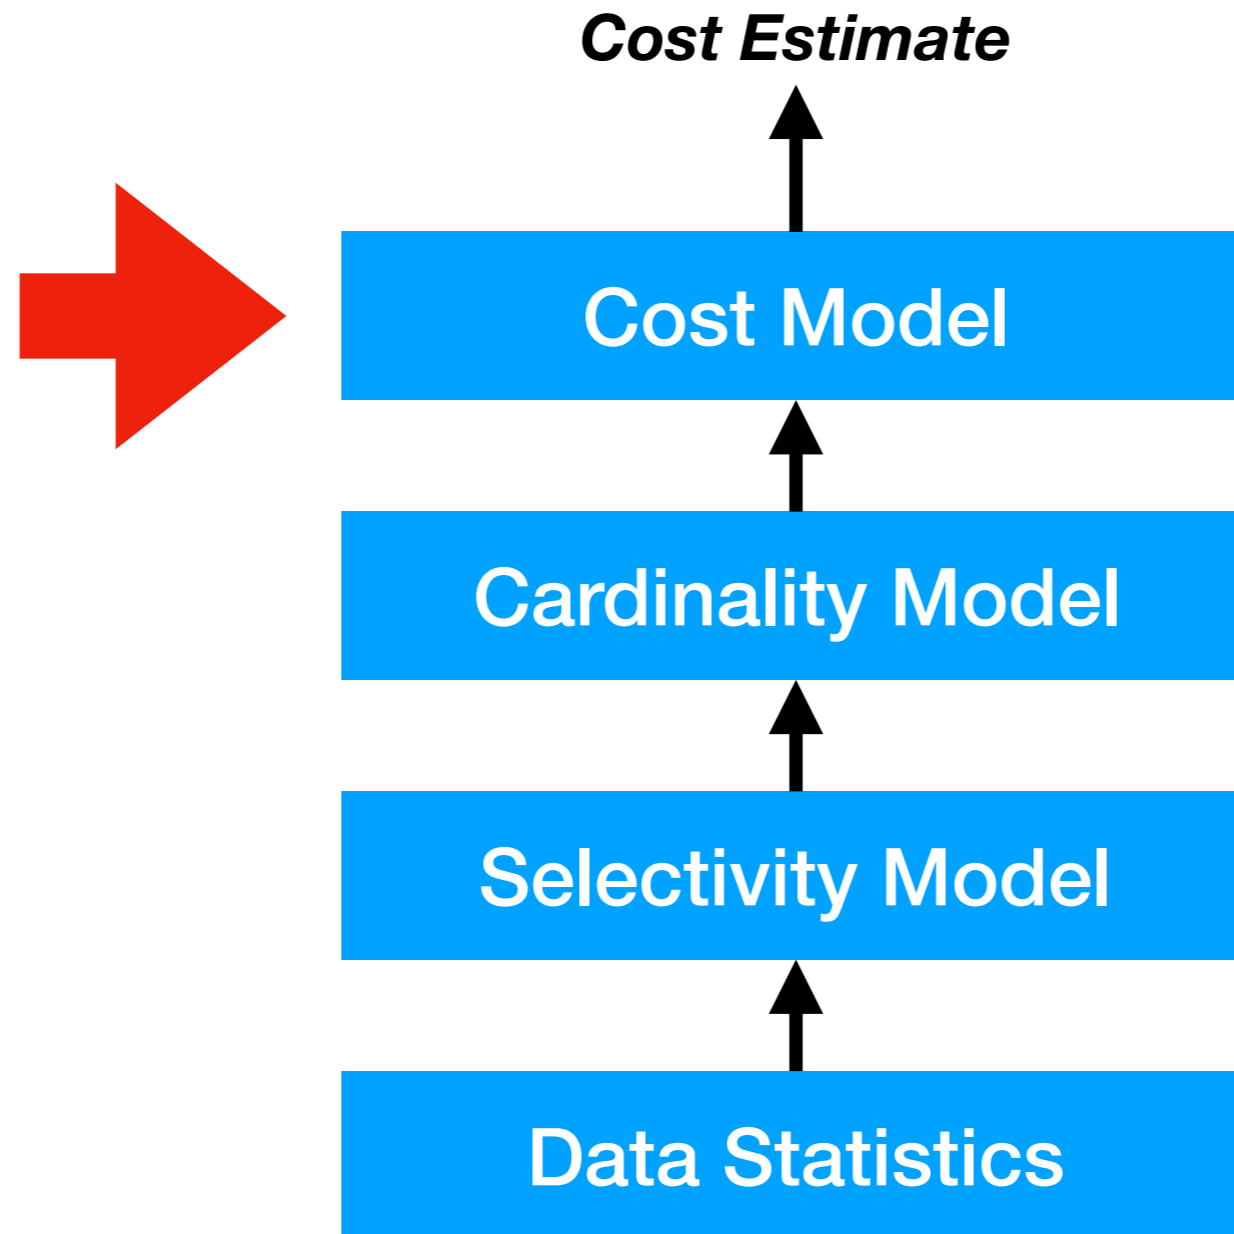 Cost Estimate
Cost Model
Cardinality Model
Selectivity Model
Data Statistics